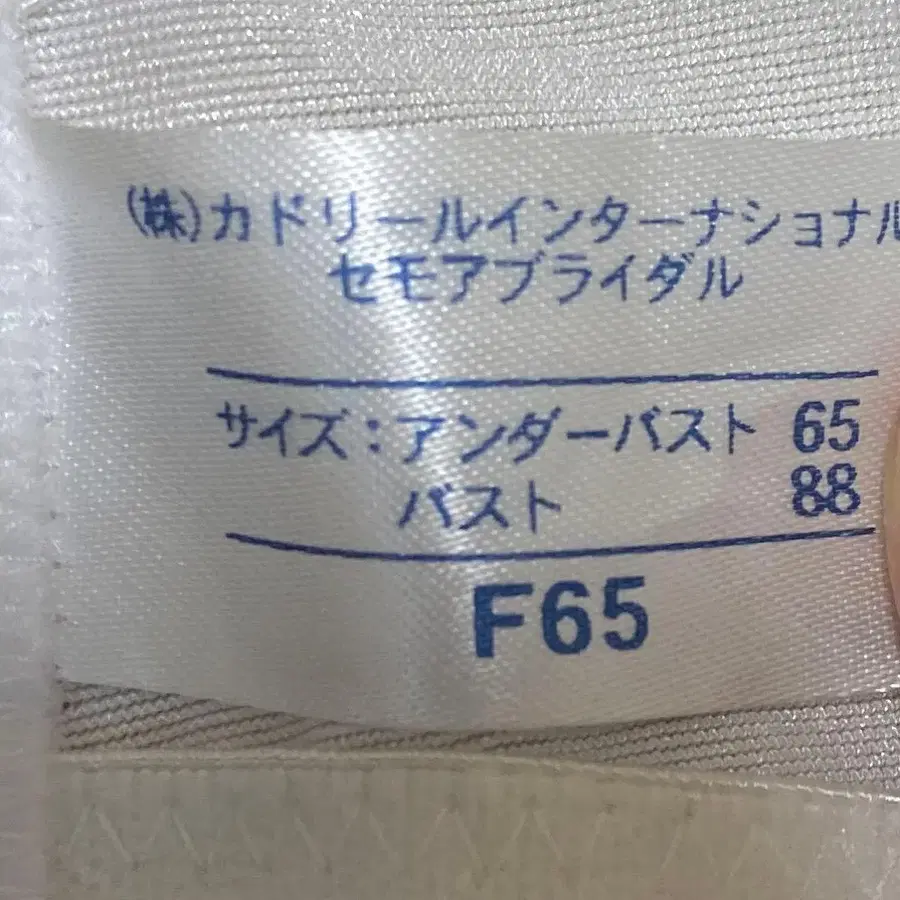 (株)カドリールインターナショナル
セモアブライダル
サイズ:アンダーバスト 65
バスト 88
F65